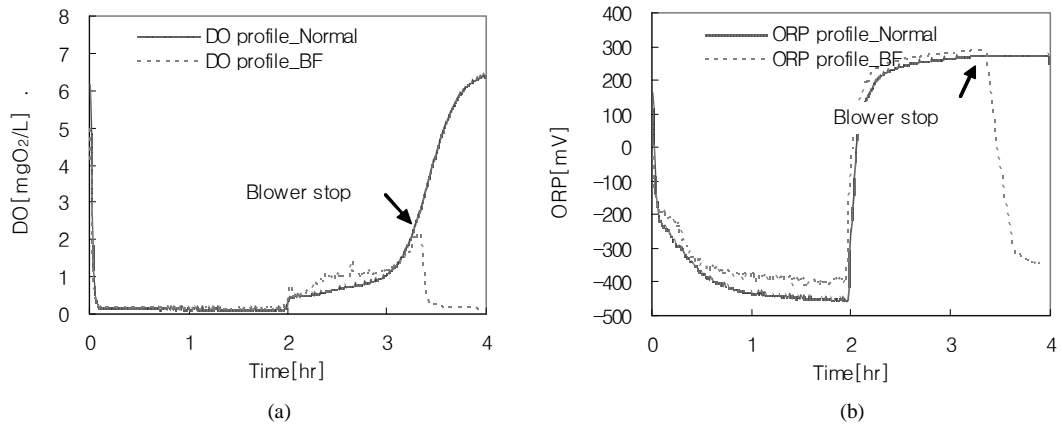 8
7
6
5
4
3
2
1
0
DO[mgO₂/L] .
DO profile_Normal
DO profile_BF
Blower stop
0 1 2 3 4
Time[hr]
(a)
400
300
200
100
0
−100
−200
−300
−400
−500
ORP[mV]
ORP profile_Normal
ORP profile_BF
Blower stop
0 1 2 3 4
Time[hr]
(b)